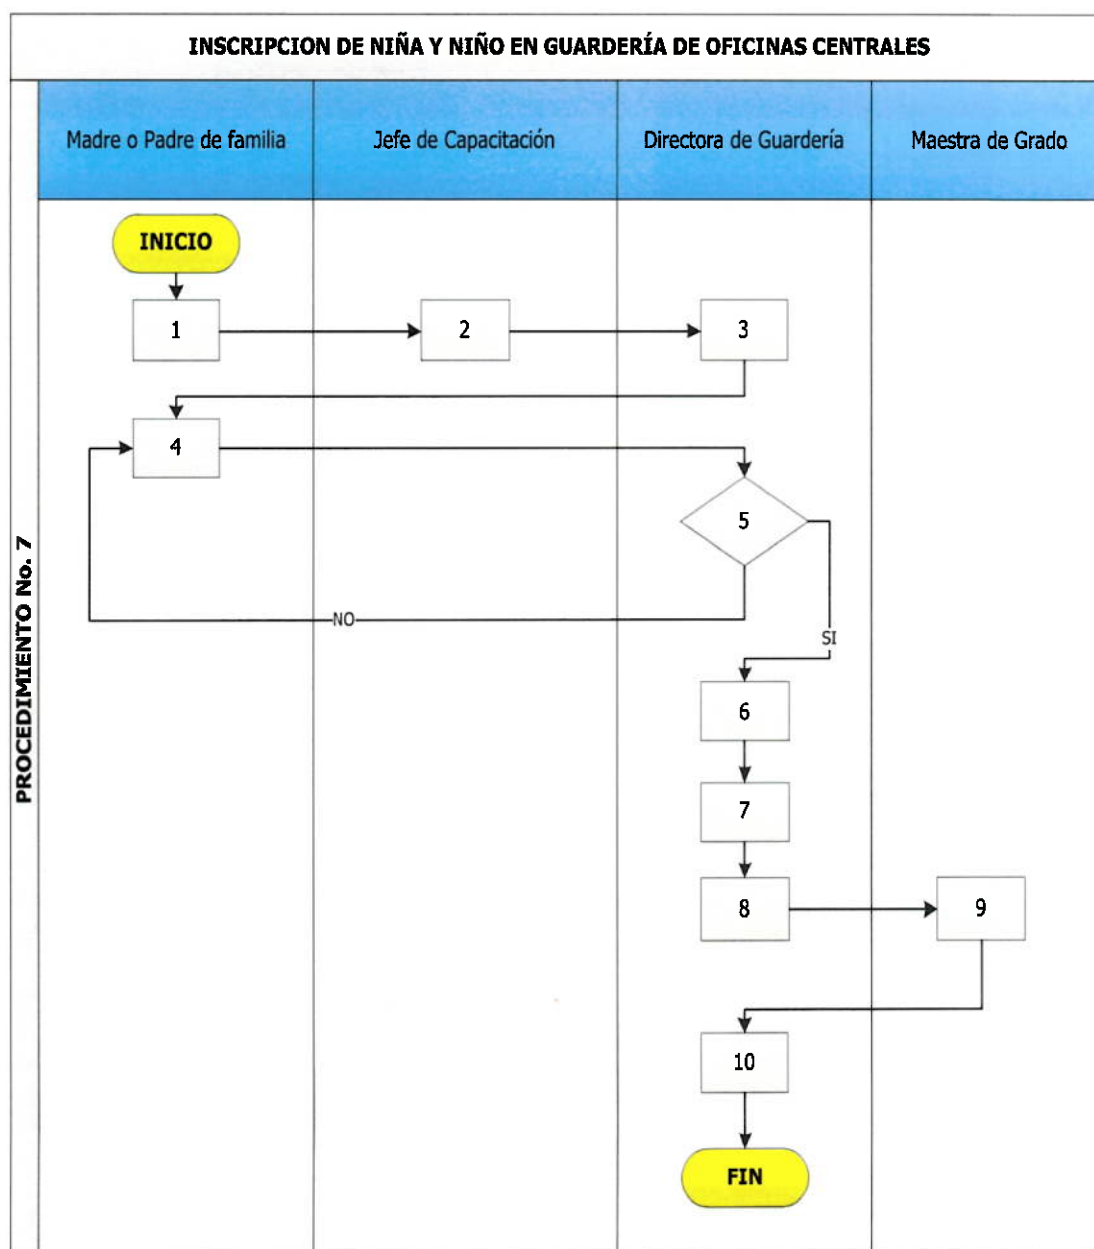 INSCRIPCION DE NIÑA Y NIÑO EN GUARDERÍA DE OFICINAS CENTRALES
PROCEDIMIENTO No. 7
Madre o Padre de familia
Jefe de Capacitación
Directora de Guardería
Maestra de Grado
INICIO
1
2
3
4
5
NO
SI
6
7
8
9
10
FIN